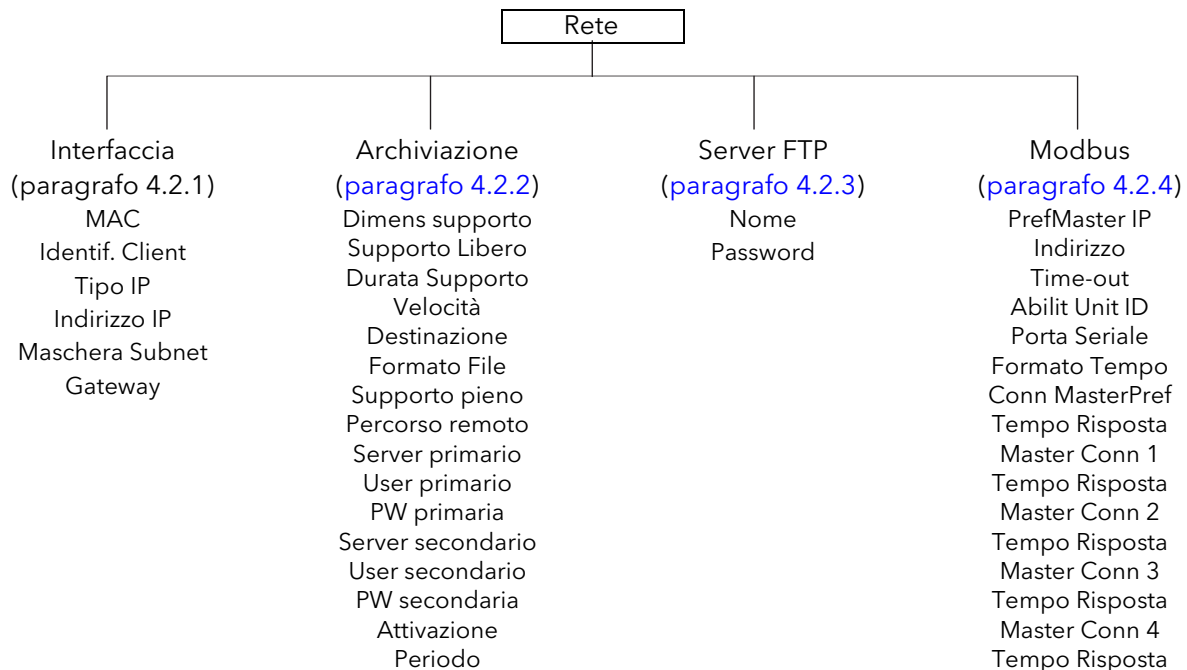 Rete
Interfaccia
(paragrafo 4.2.1)
MAC
Identif. Client
Tipo IP
Indirizzo IP
Maschera Subnet
Gateway
Archiviazione
(paragrafo 4.2.2)
Dimens supporto
Supporto Libero
Durata Supporto
Velocità
Destinazione
Formato File
Supporto pieno
Percorso remoto
Server primario
User primario
PW primaria
Server secondario
User secondario
PW secondaria
Attivazione
Periodo
Server FTP
(paragrafo 4.2.3)
Nome
Password
Modbus
(paragrafo 4.2.4)
PrefMaster IP
Indirizzo
Time-out
Abilit Unit ID
Porta Seriale
Formato Tempo
Conn MasterPref
Tempo Risposta
Master Conn 1
Tempo Risposta
Master Conn 2
Tempo Risposta
Master Conn 3
Tempo Risposta
Master Conn 4
Tempo Risposta